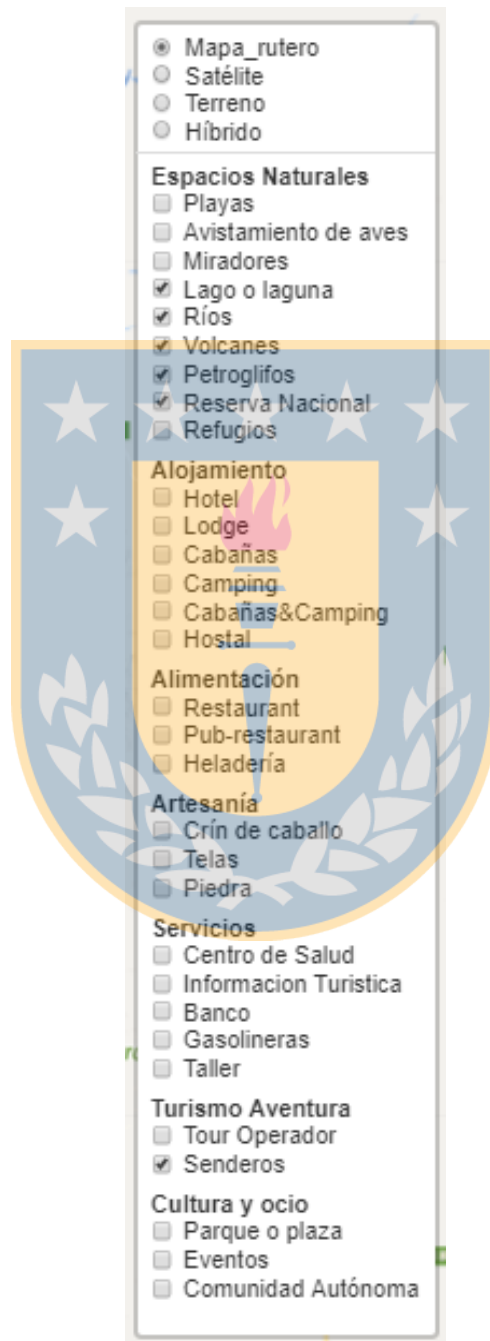 Mapa_rutero
Satélite
Terreno
Híbrido
Espacios Naturales
Playas
Avistamiento de aves
Miradores
Lago o laguna
Ríos
Volcanes
Petroglifos
Reserva Nacional
Refugios
Alojamiento
Hotel
Lodge
Cabañas
Camping
Cabañas&Camping
Hostal
Alimentación
Restaurant
Pub-restaurant
Heladería
Artesanía
Crín de caballo
Telas
Piedra
Servicios
Centro de Salud
Informacion Turistica
Banco
Gasolineras
Taller
Turismo Aventura
Tour Operador
Senderos
Cultura y ocio
Parque o plaza
Eventos
Comunidad Autónoma